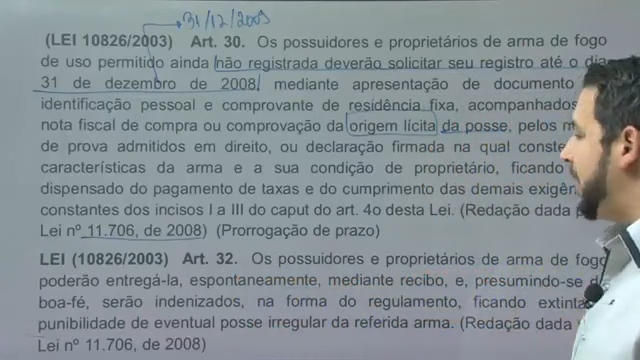 31/12/2009
(LEI 10826/2003) Art. 30. Os possuidores e proprietários de arma de fogo
de uso permitido ainda não registrada deverão solicitar seu registro até o dia
31 de dezembro de 2008, mediante apresentação de documento
identificação pessoal e comprovante de residência fixa, acompanhados
nota fiscal de compra ou comprovação da origem lícita da posse, pelos
de prova admitidos em direito, ou declaração firmada na qual
características da arma e a sua condição de proprietário, ficando
dispensado do pagamento de taxas e do cumprimento das demais
constantes dos incisos I a III do caput do art. 4o desta Lei. (Redação dada
Lei nº 11.706, de 2008) (Prorrogação de prazo)
LEI (10826/2003) Art. 32. Os possuidores e proprietários de arma de fogo
poderão entregá-la, espontaneamente, mediante recibo, e, presumindo-se
boa-fé, serão indenizados, na forma do regulamento, ficando
punibilidade de eventual posse irregular da referida arma. (Redação dada
Lei nº 11.706, de 2008)